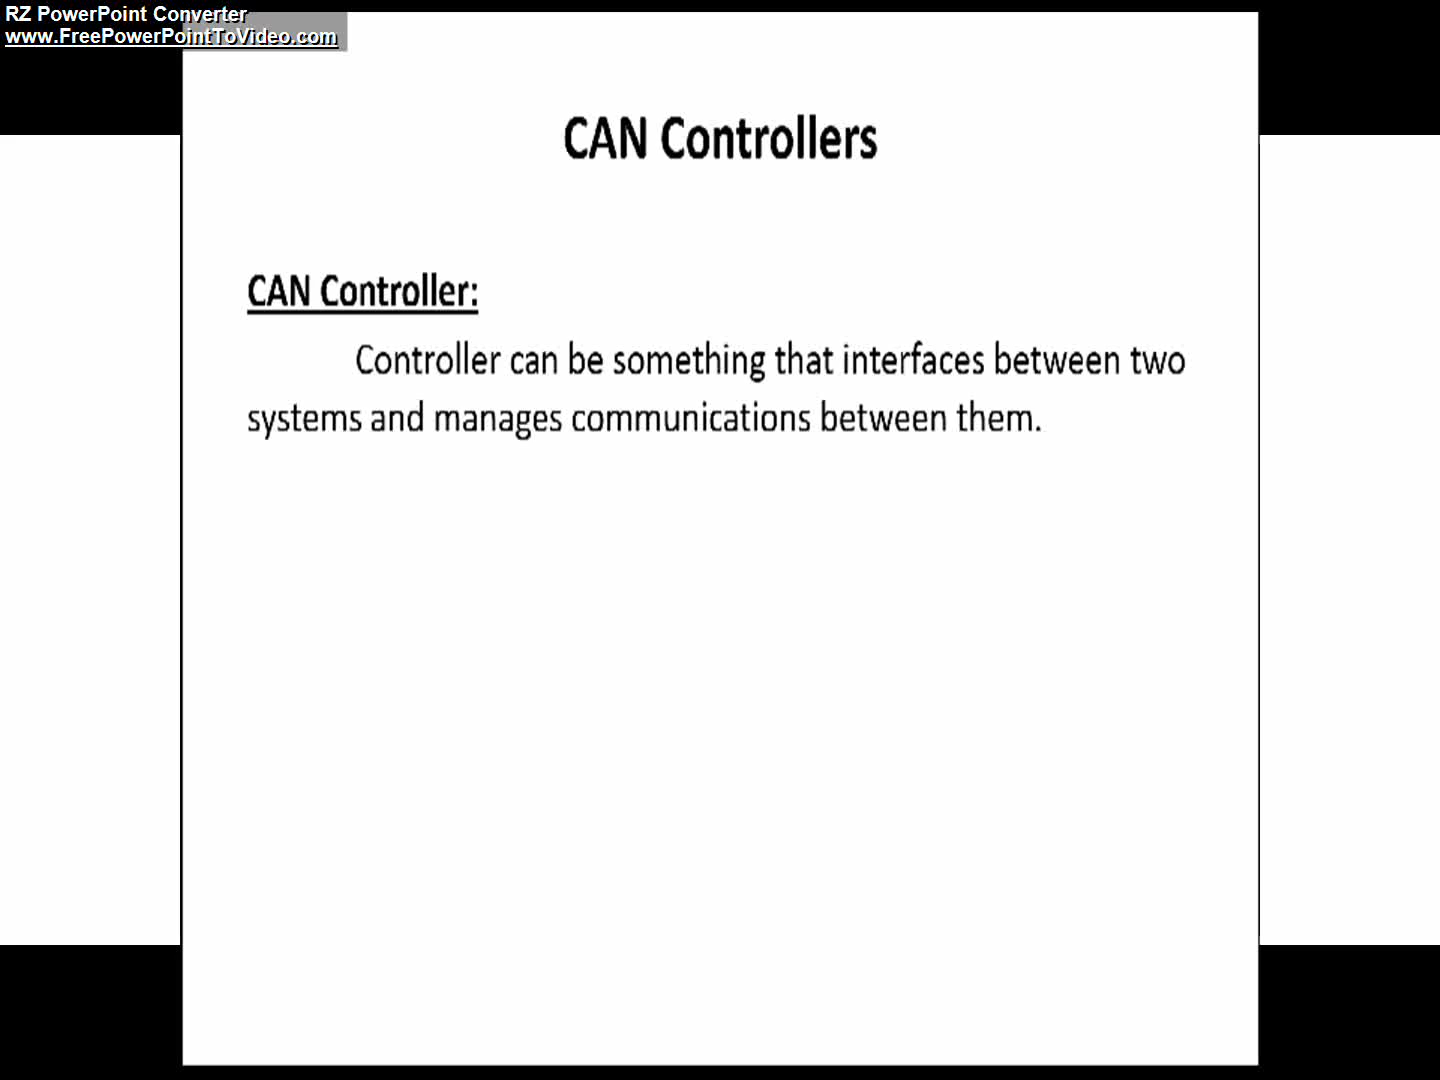 RZ PowerPoint Converter
www.FreePowerPointToVideo.com
CAN Controllers
CAN Controller:
Controller can be something that interfaces between two
systems and manages communications between them.